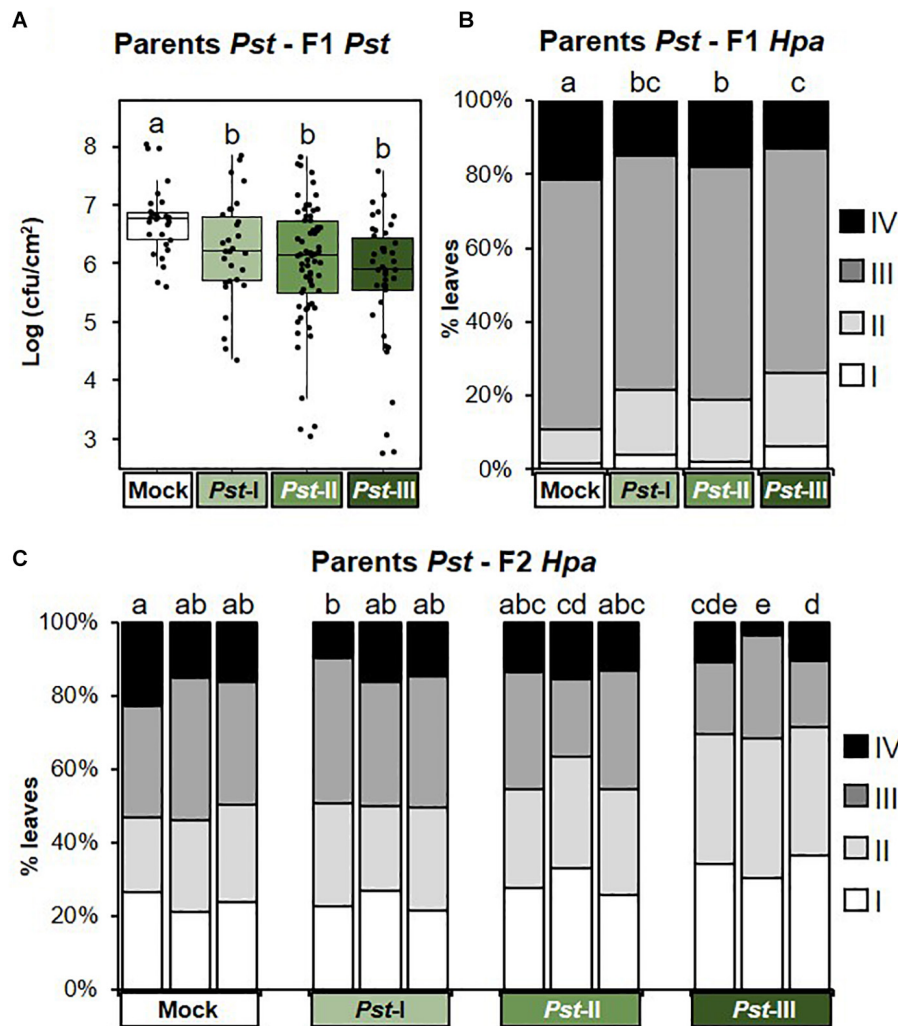 A
Parents Pst - F1 Pst
Log (cfu/cm²)
8
7
6
5
4
3
a
b
b
b
Mock
Pst-I
Pst-II
Pst-III
B
Parents Pst - F1 Hpa
a
bc
b
c
% leaves
100%
80%
60%
40%
20%
0%
IV
III
II
I
Mock
Pst-I
Pst-II
Pst-III
C
Parents Pst - F2 Hpa
a ab ab b ab ab abc cd abc cde e d
% leaves
100%
80%
60%
40%
20%
0%
IV
III
II
I
Mock
Pst-I
Pst-II
Pst-III